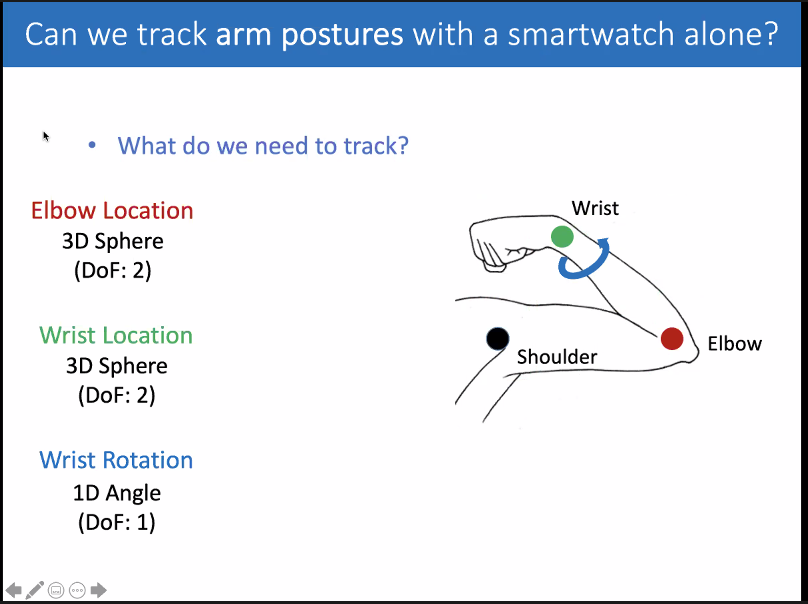 Can we track arm postures with a smartwatch alone?
• What do we need to track?
Elbow Location
3D Sphere
(DoF: 2)
Wrist Location
3D Sphere
(DoF: 2)
Wrist Rotation
1D Angle
(DoF: 1)
Wrist
Shoulder
Elbow